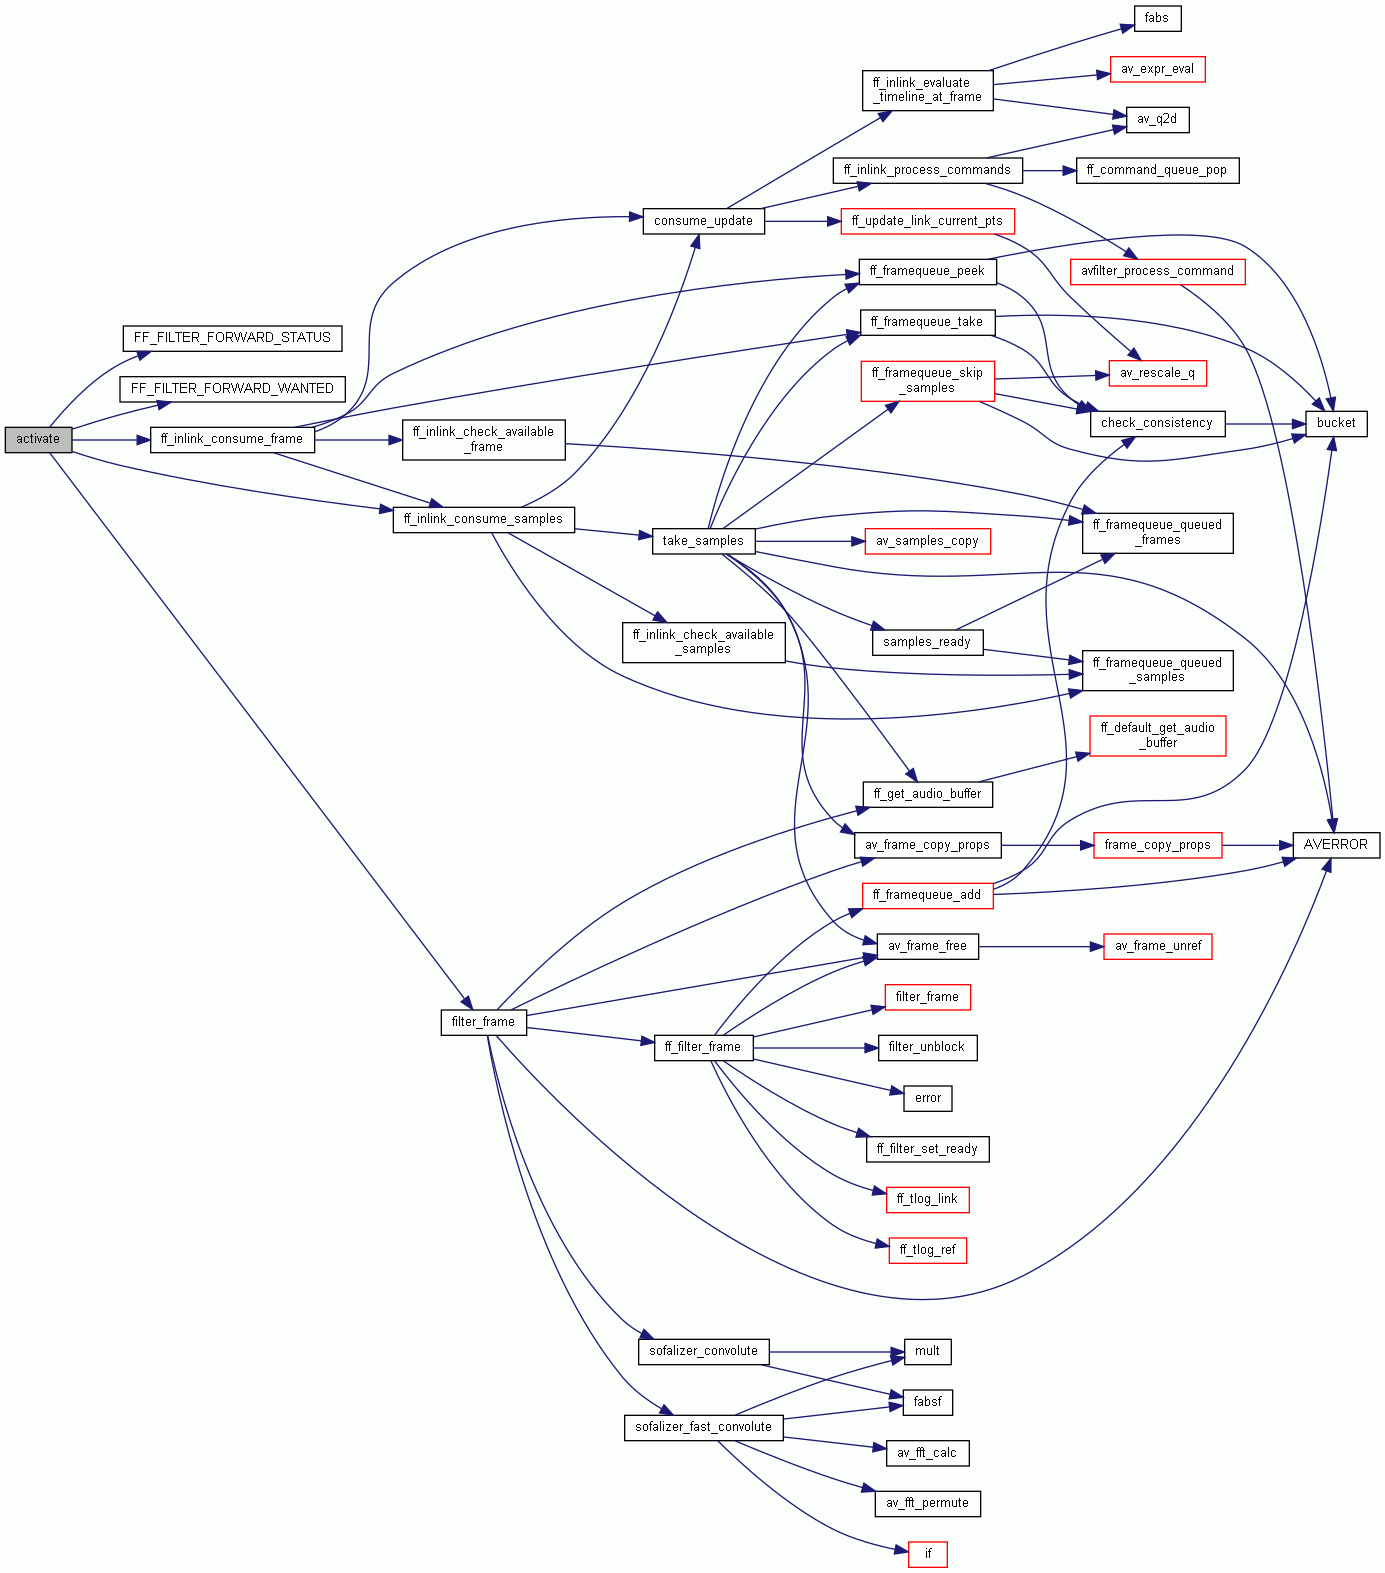 fabs
av_expr_eval
ff_inlink_evaluate
_timeline_at_frame
av_q2d
ff_inlink_process_commands
ff_command_queue_pop
consume_update
ff_update_link_current_pts
ff_framequeue_peek
avfilter_process_command
FF_FILTER_FORWARD_STATUS
ff_framequeue_take
FF_FILTER_FORWARD_WANTED
ff_framequeue_skip
_samples
av_rescale_q
activate
ff_inlink_consume_frame
ff_inlink_check_available
_frame
check_consistency
bucket
ff_inlink_consume_samples
take_samples
av_samples_copy
ff_framequeue_queued
_frames
ff_inlink_check_available
_samples
samples_ready
ff_framequeue_queued
_samples
ff_default_get_audio
_buffer
ff_get_audio_buffer
av_frame_copy_props
frame_copy_props
AVERROR
ff_framequeue_add
av_frame_free
av_frame_unref
filter_frame
filter_frame
ff_filter_frame
filter_unblock
error
ff_filter_set_ready
ff_tlog_link
ff_tlog_ref
sofalizer_convolute
mult
fabsf
sofalizer_fast_convolute
av_fft_calc
av_fft_permute
if